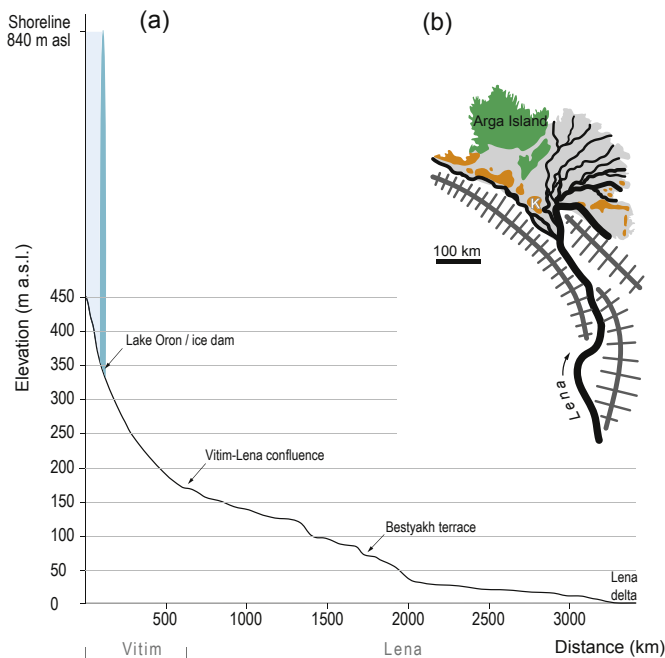 Shoreline
840 m asl
(a)
(b)
Arga Island
K
100 km
Lena
Elevation (m a.s.l.)
450
400
350
300
250
200
150
100
50
0
Lake Oron / ice dam
Vitim-Lena confluence
Bestyakh terrace
Lena
delta
500
1000
1500
2000
2500
3000
Distance (km)
Vitim
Lena